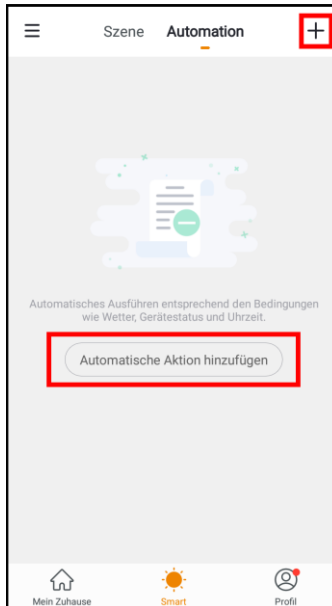 Szene Automation
Automatisches Ausführen entsprechend den Bedingungen
wie Wetter, Gerätestatus und Uhrzeit.
Automatische Aktion hinzufügen
Mein Zuhause Smart Profil